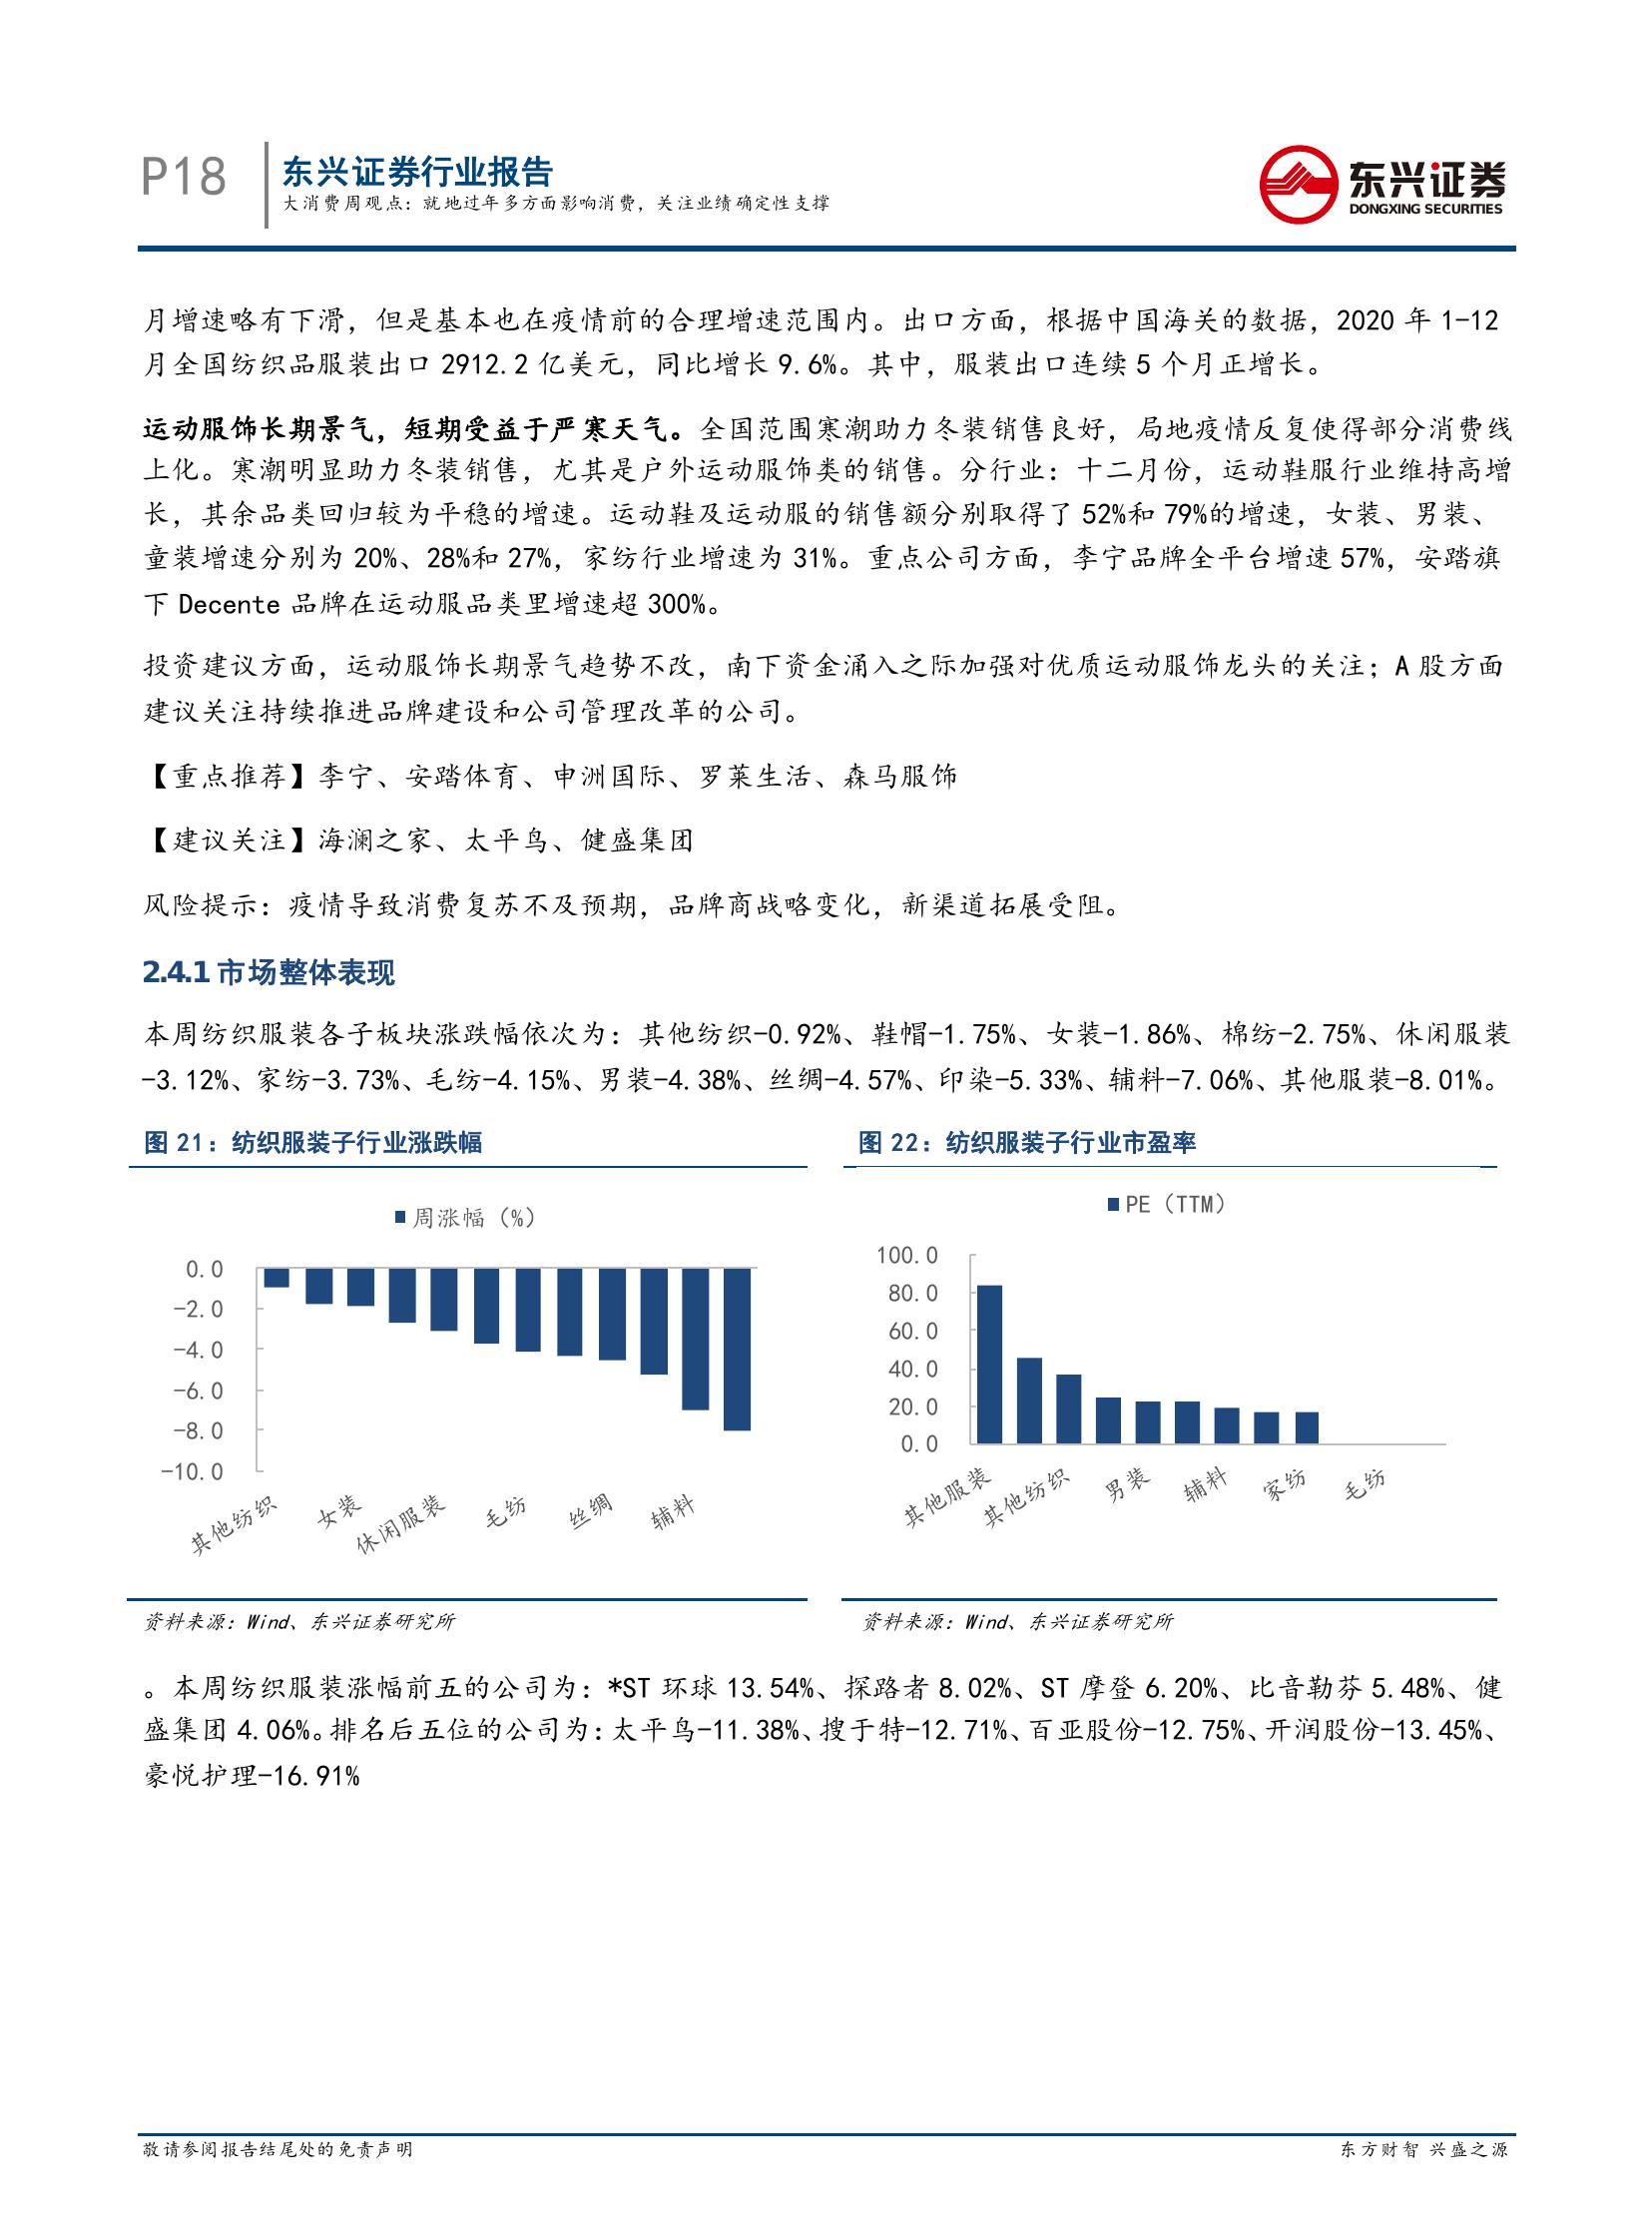 P18
东兴证券行业报告
大消费周观点：就地过年多方面影响消费，关注业绩确定性支撑
东兴证券
DONGXING SECURITIES
月增速略有下滑，但是基本也在疫情前的合理增速范围内。出口方面，根据中国海关的数据，2020 年 1-12
月全国纺织品服装出口 2912.2 亿美元，同比增长 9.6%。其中，服装出口连续 5 个月正增长。
运动服饰长期景气，短期受益于严寒天气。全国范围寒潮助力冬装销售良好，局地疫情反复使得部分消费线
上化。寒潮明显助力冬装销售，尤其是户外运动服饰类的销售。分行业：十二月份，运动鞋服行业维持高增
长，其余品类回归较为平稳的增速。运动鞋及运动服的销售额分别取得了 52%和 79%的增速，女装、男装、
童装增速分别为 20%、28%和 27%，家纺行业增速为 31%。重点公司方面，李宁品牌全平台增速 57%，安踏旗
下 Decente 品牌在运动服品类里增速超 300%。
投资建议方面，运动服饰长期景气趋势不改，南下资金涌入之际加强对优质运动服饰龙头的关注；A 股方面
建议关注持续推进品牌建设和公司管理改革的公司。
【重点推荐】李宁、安踏体育、申洲国际、罗莱生活、森马服饰
【建议关注】海澜之家、太平鸟、健盛集团
风险提示：疫情导致消费复苏不及预期，品牌商战略变化，新渠道拓展受阻。
2.4.1 市场整体表现
本周纺织服装各子板块涨跌幅依次为：其他纺织-0.92%、鞋帽-1.75%、女装-1.86%、棉纺-2.75%、休闲服装
-3.12%、家纺-3.73%、毛纺-4.15%、男装-4.38%、丝绸-4.57%、印染-5.33%、辅料-7.06%、其他服装-8.01%。
图 21：纺织服装子行业涨跌幅
周涨幅（%）
0.0
-2.0
-4.0
-6.0
-8.0
-10.0
其他纺织
女装
休闲服装
毛纺
丝绸
辅料
资料来源：Wind、东兴证券研究所
图 22：纺织服装子行业市盈率
PE（TTM）
100.0
80.0
60.0
40.0
20.0
0.0
其他服装
其他纺织
男装
辅料
家纺
毛纺
资料来源：Wind、东兴证券研究所
。本周纺织服装涨幅前五的公司为：*ST 环球 13.54%、探路者 8.02%、ST 摩登 6.20%、比音勒芬 5.48%、健
盛集团 4.06%。排名后五位的公司为：太平鸟-11.38%、搜于特-12.71%、百亚股份-12.75%、开润股份-13.45%、
豪悦护理-16.91%
敬请参阅报告结尾处的免责声明
东方财智 兴盛之源